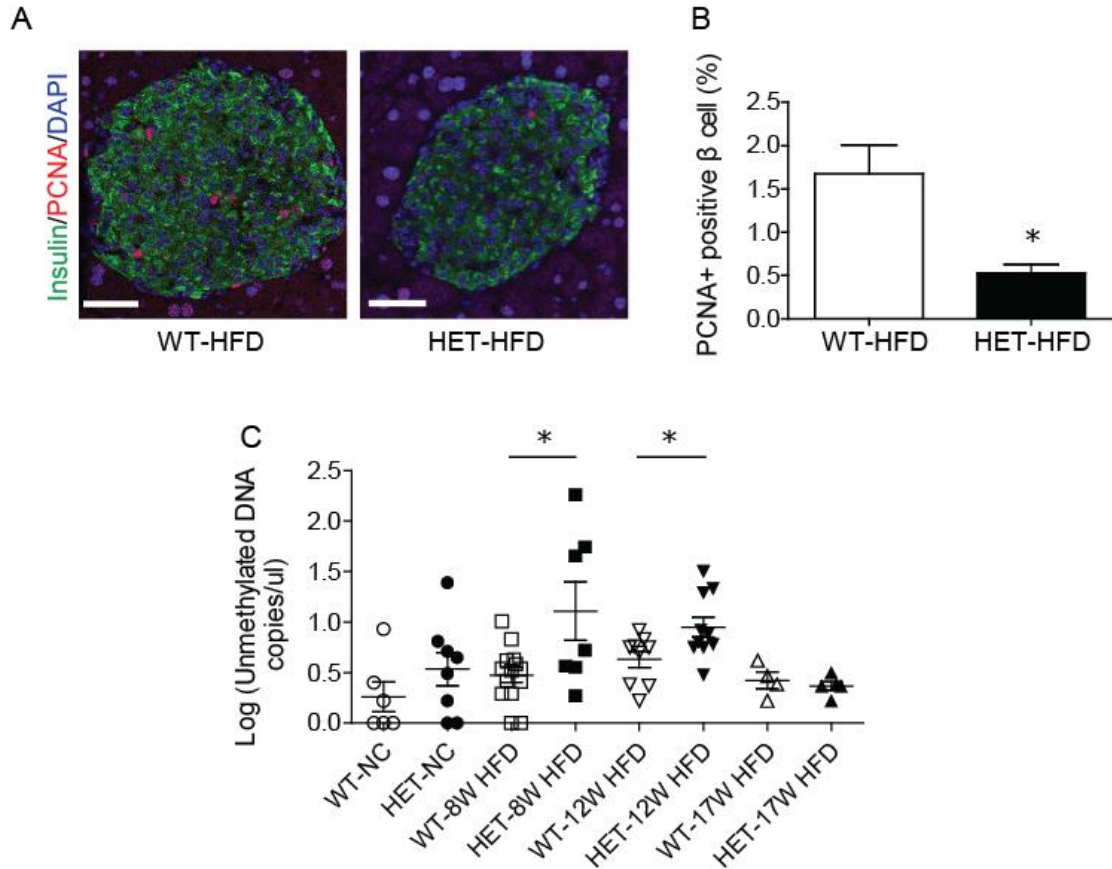 A
Insulin/PCNA/DAPI
WT-HFD
HET-HFD
B
PCNA+ positive β cell (%)
2.5
2.0
1.5
1.0
0.5
0.0
WT-HFD
HET-HFD
*
C
Log (Unmethylated DNA
copies/ul)
2.5
2.0
1.5
1.0
0.5
0.0
*
*
WT-NC
HET-NC
WT-8W HFD
HET-8W HFD
WT-12W HFD
HET-12W HFD
WT-17W HFD
HET-17W HFD